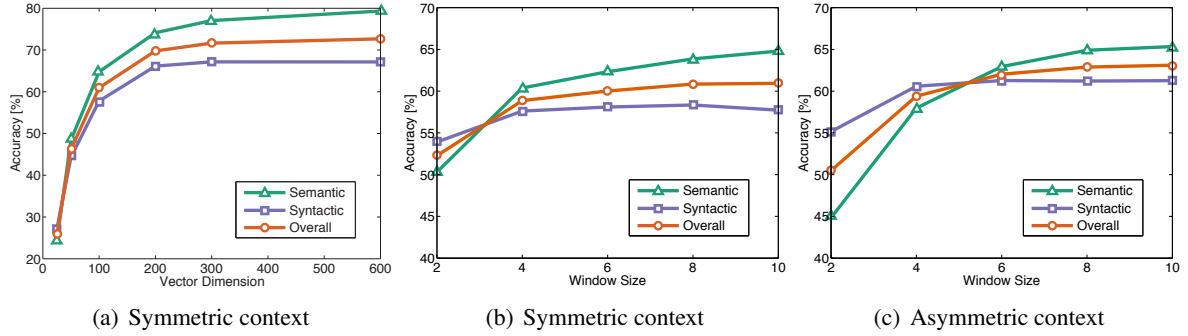 80
70
60
50
40
30
20
0 100 200 300 400 500 600
Accuracy [%]
Vector Dimension
Semantic
Syntactic
Overall
(a) Symmetric context
70
65
60
55
50
45
40
2 4 6 8 10
Accuracy [%]
Window Size
Semantic
Syntactic
Overall
(b) Symmetric context
70
65
60
55
50
45
40
2 4 6 8 10
Accuracy [%]
Window Size
Semantic
Syntactic
Overall
(c) Asymmetric context